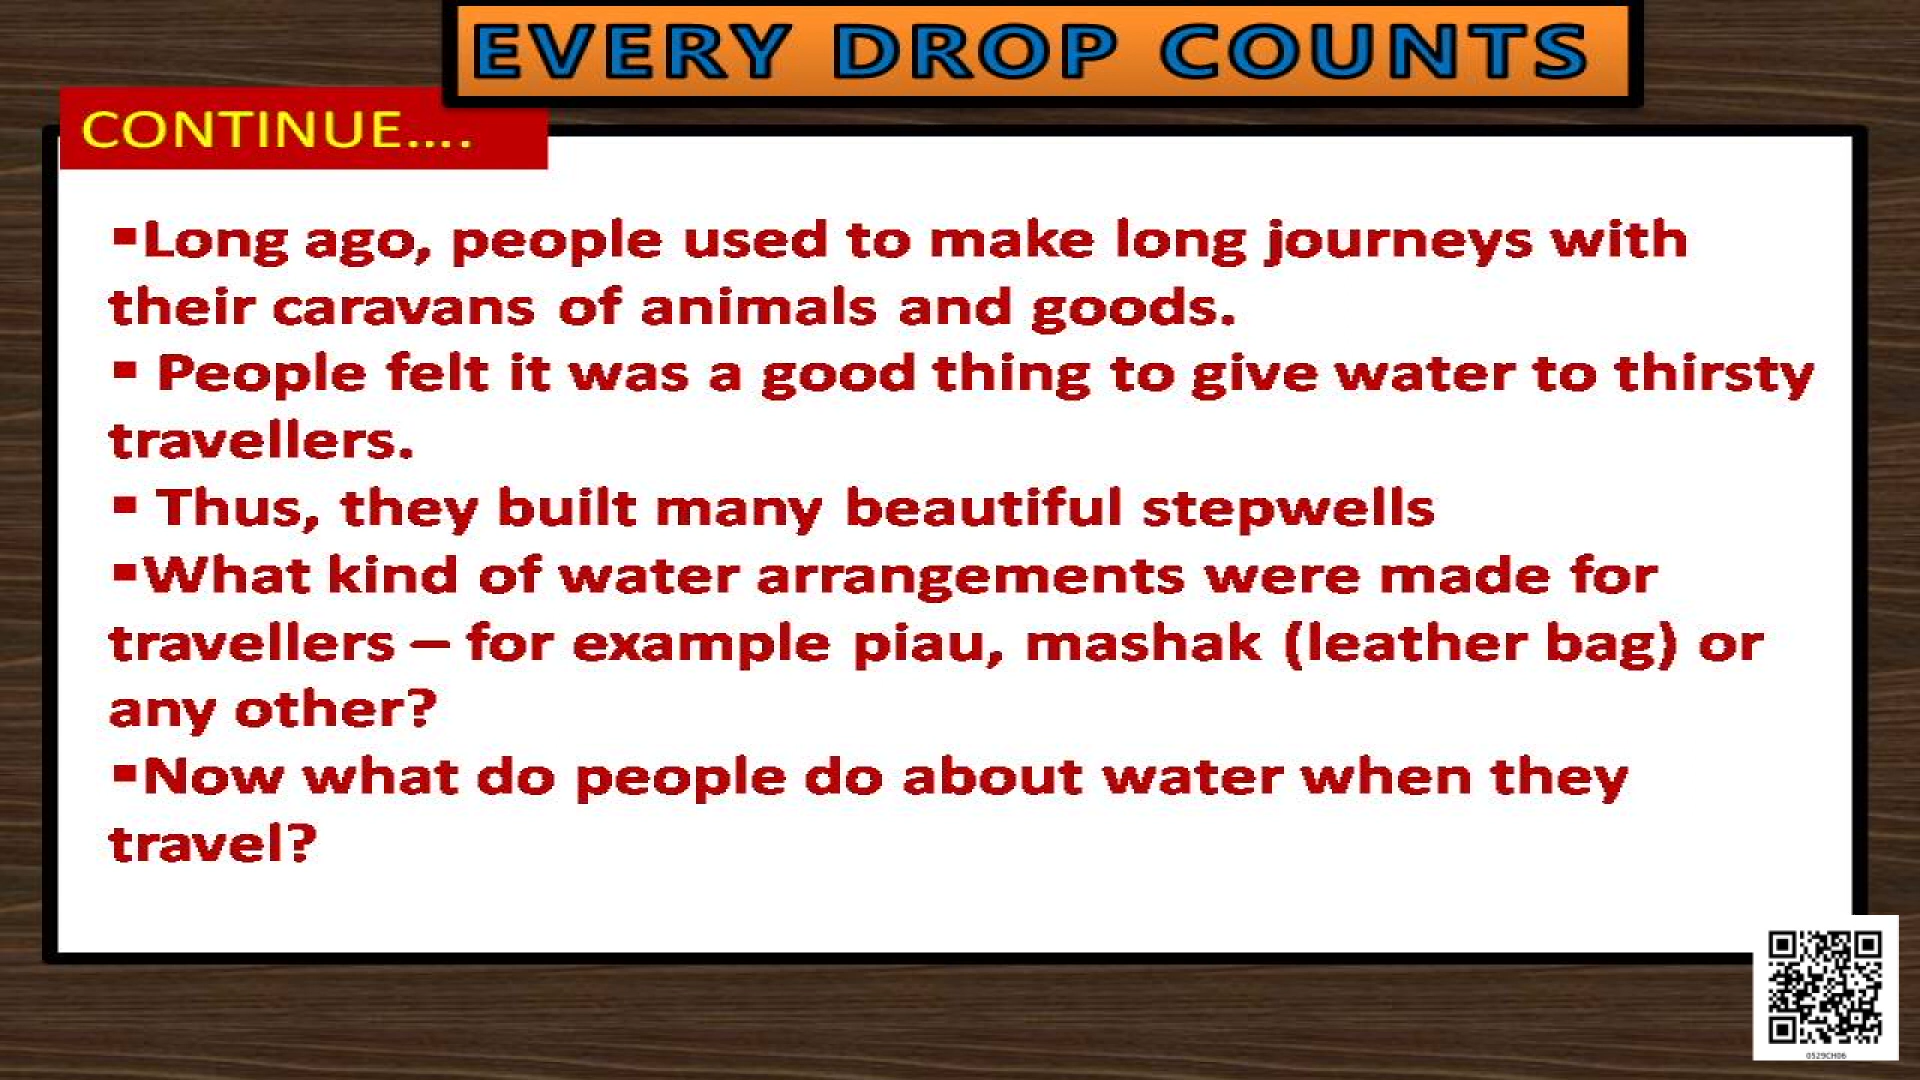 EVERY DROP COUNTS
CONTINUE....
▪Long ago, people used to make long journeys with
their caravans of animals and goods.
▪ People felt it was a good thing to give water to thirsty
travellers.
▪ Thus, they built many beautiful stepwells
▪What kind of water arrangements were made for
travellers – for example piau, mashak (leather bag) or
any other?
▪Now what do people do about water when they
travel?
0529CH06